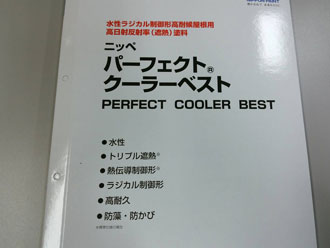 水性ラジカル制御形高耐候屋根用
高日射反射率(遮熱)塗料
ニッペ
パーフェクト®
クーラーベスト
PERFECT COOLER BEST
●水性
●トリプル遮熱※
●熱伝導制御形※
●ラジカル制御形
●高耐久
●防藻・防かび